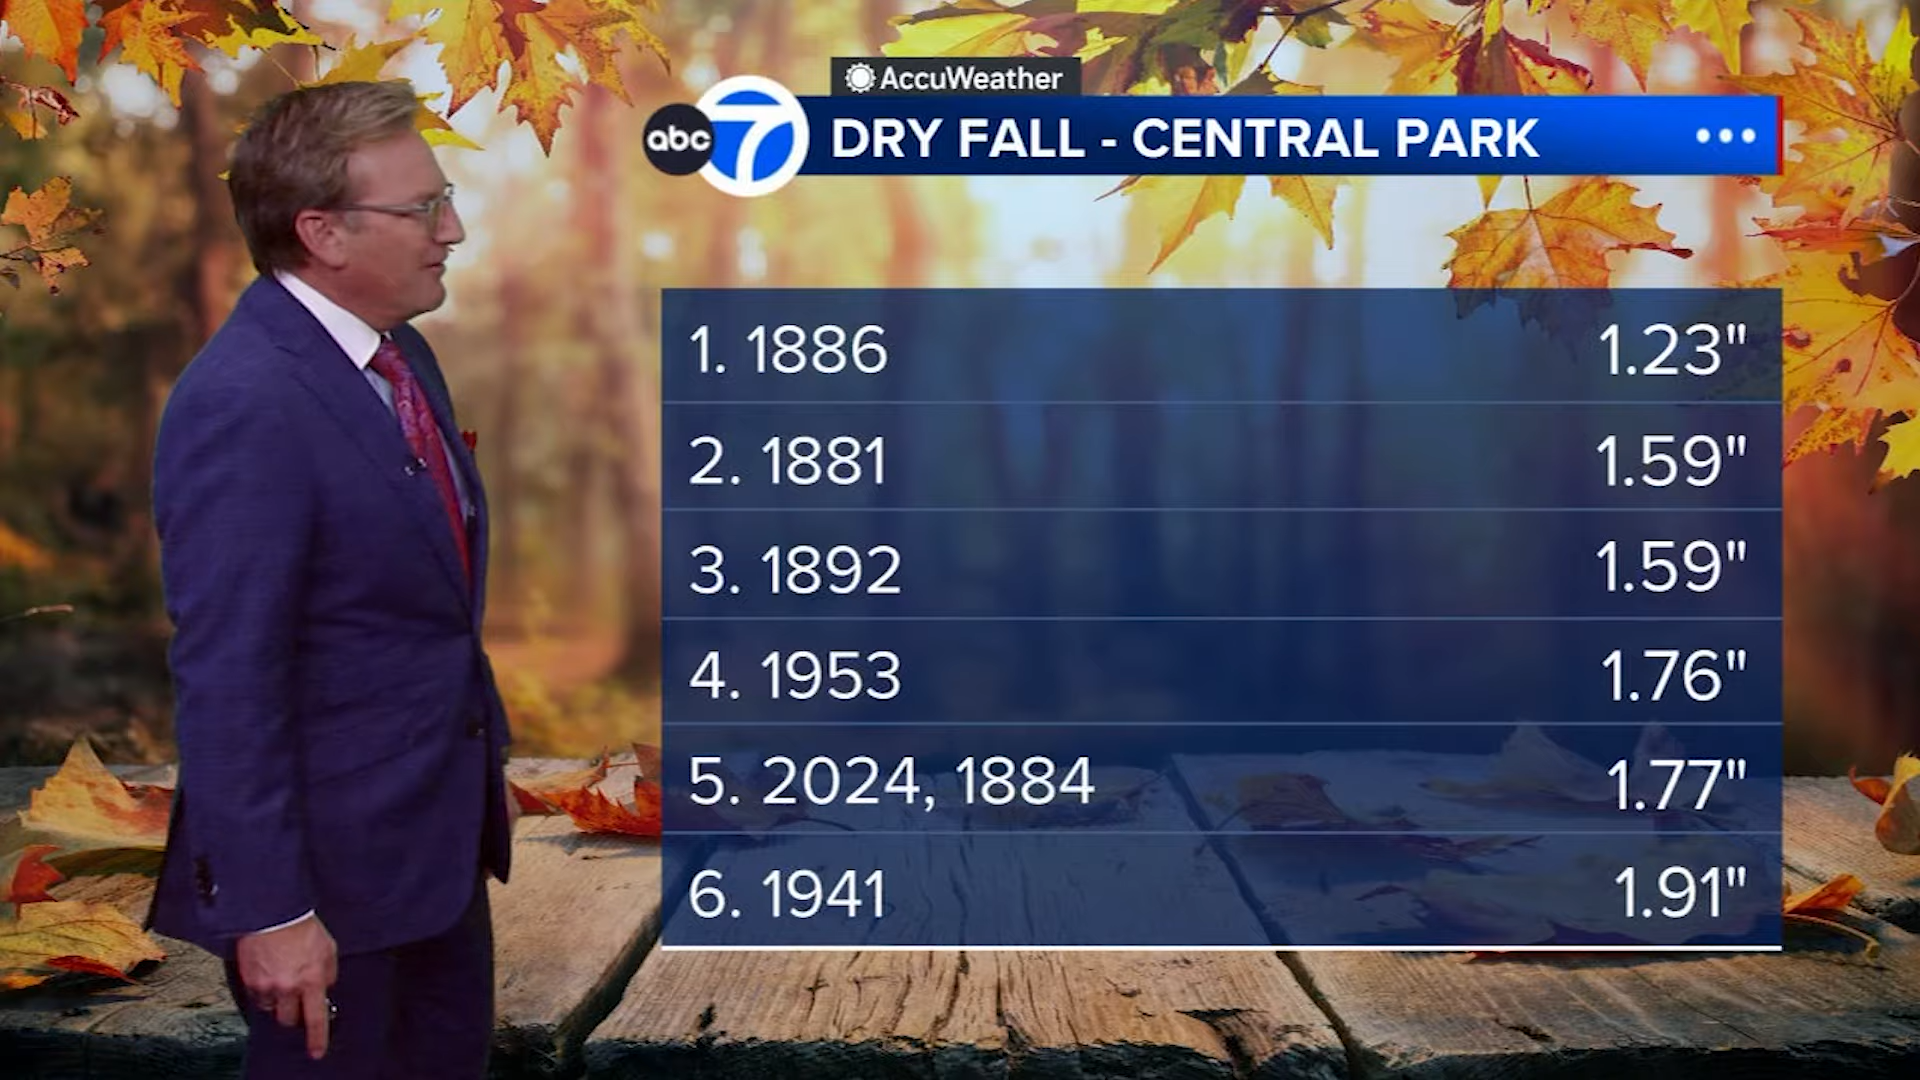 AccuWeather
abc 7 DRY FALL - CENTRAL PARK
1. 1886 1.23"
2. 1881 1.59"
3. 1892 1.59"
4. 1953 1.76"
5. 2024, 1884 1.77"
6. 1941 1.91"